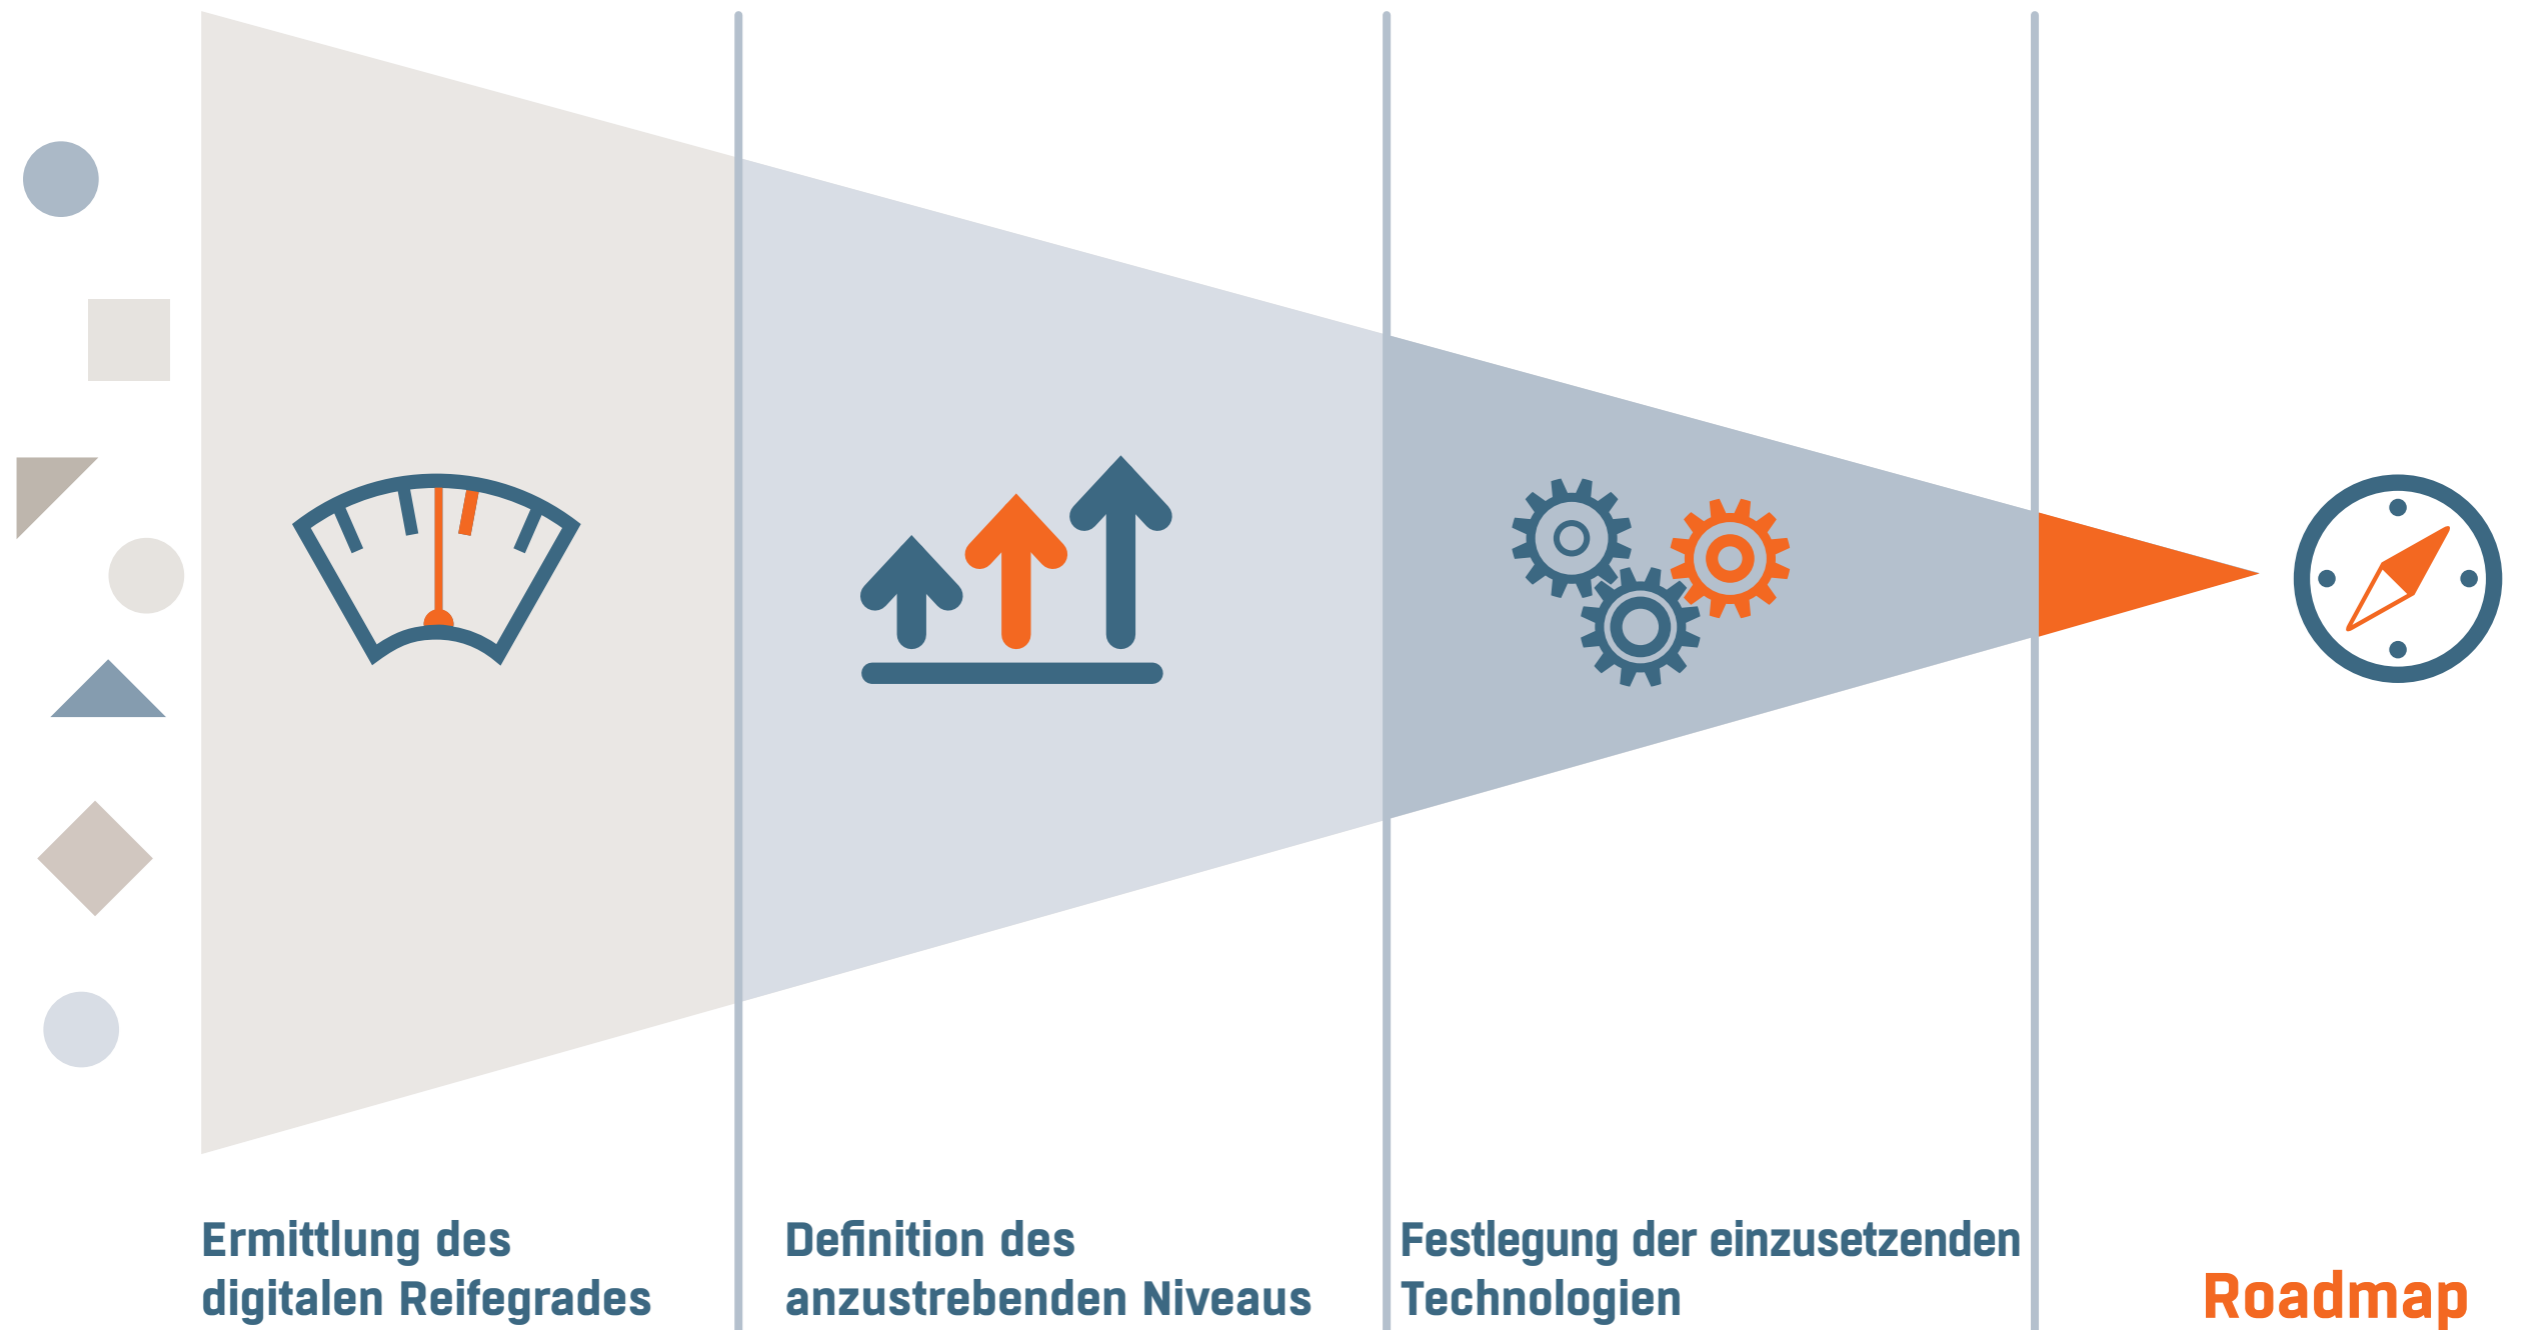 Ermittlung des
digitalen Reifegrades
Definition des
anzustrebenden Niveaus
Festlegung der einzusetzenden
Technologien
Roadmap